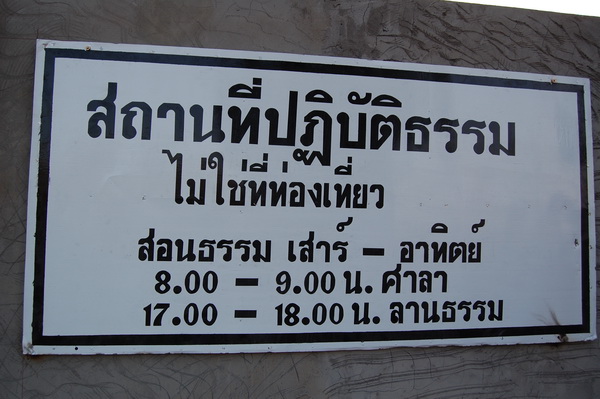 สถานที่ปฏิบัติธรรม
ไม่ใช่ที่ท่องเที่ยว
สอนธรรม เสาร์ – อาทิตย์
8.00 – 9.00 น. ศาลา
17.00 – 18.00 น. ลานธรรม